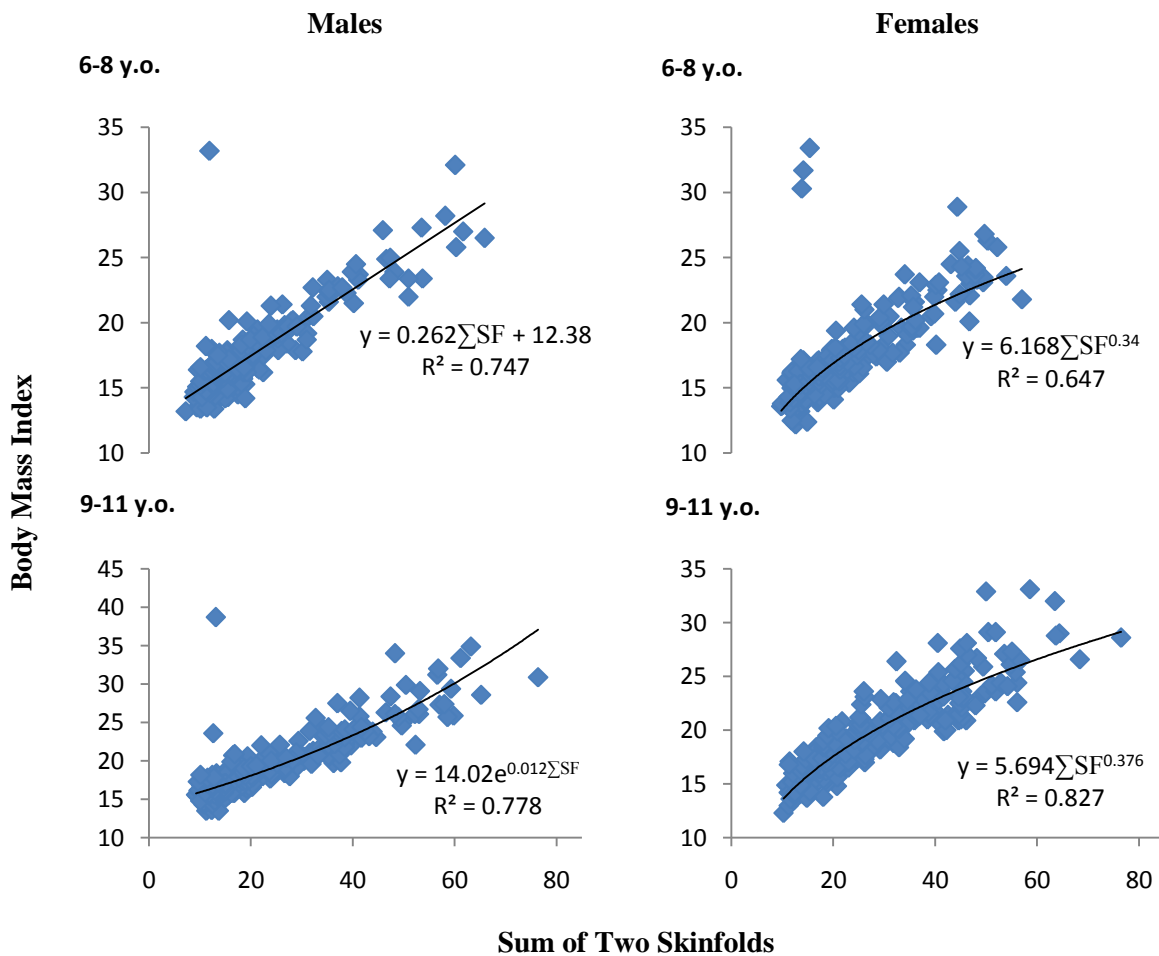 Males
Females
6-8 y.o.
6-8 y.o.
35
30
25
20
15
10
y = 0.262∑SF + 12.38
R² = 0.747
35
30
25
20
15
10
y = 6.168∑SF^0.34
R² = 0.647
Body Mass Index
9-11 y.o.
9-11 y.o.
45
40
35
30
25
20
15
10
y = 14.02e^0.012∑SF
R² = 0.778
0 20 40 60 80
35
30
25
20
15
10
y = 5.694∑SF^0.376
R² = 0.827
0 20 40 60 80
Sum of Two Skinfolds